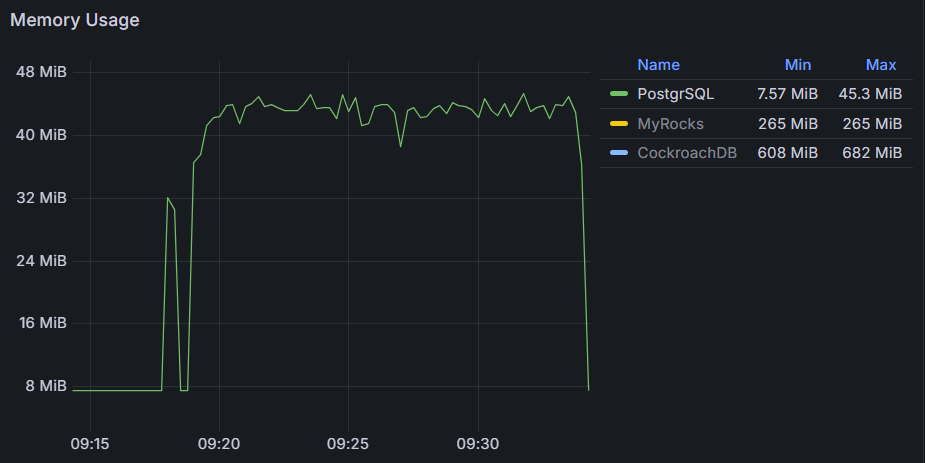 Memory Usage
48 MiB
40 MiB
32 MiB
24 MiB
16 MiB
8 MiB
09:15 09:20 09:25 09:30
Name Min Max
PostgrSQL 7.57 MiB 45.3 MiB
MyRocks 265 MiB 265 MiB
CockroachDB 608 MiB 682 MiB